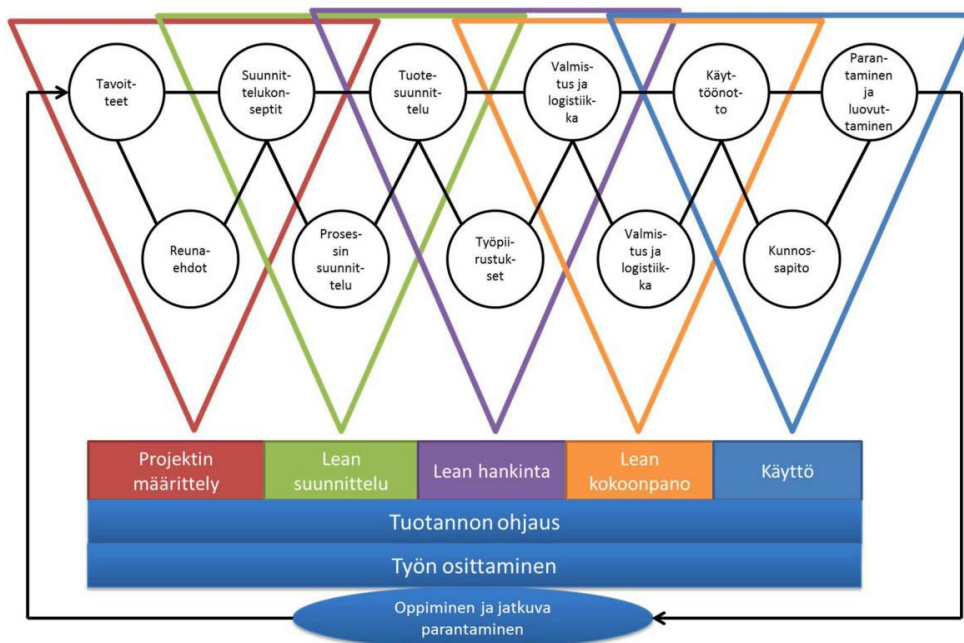 Tavoit-
teet
Suunnit-
telukon-
septit
Tuote-
suunnit-
telu
Valmis-
tus ja
logistiik-
ka
Käyt-
töönot-
to
Paran-
taminen
ja
luovut-
taminen
Reuna-
ehdot
Proses-
sin
suunnit-
telu
Työpii-
rustuk-
set
Valmis-
tus ja
logistiik-
ka
Kunnos-
sapito
Projektin
määrittely
Lean
suunnittelu
Lean hankinta
Lean
kokoonpano
Käyttö
Tuotannon ohjaus
Työn osittaminen
Oppiminen ja jatkuva
parantaminen